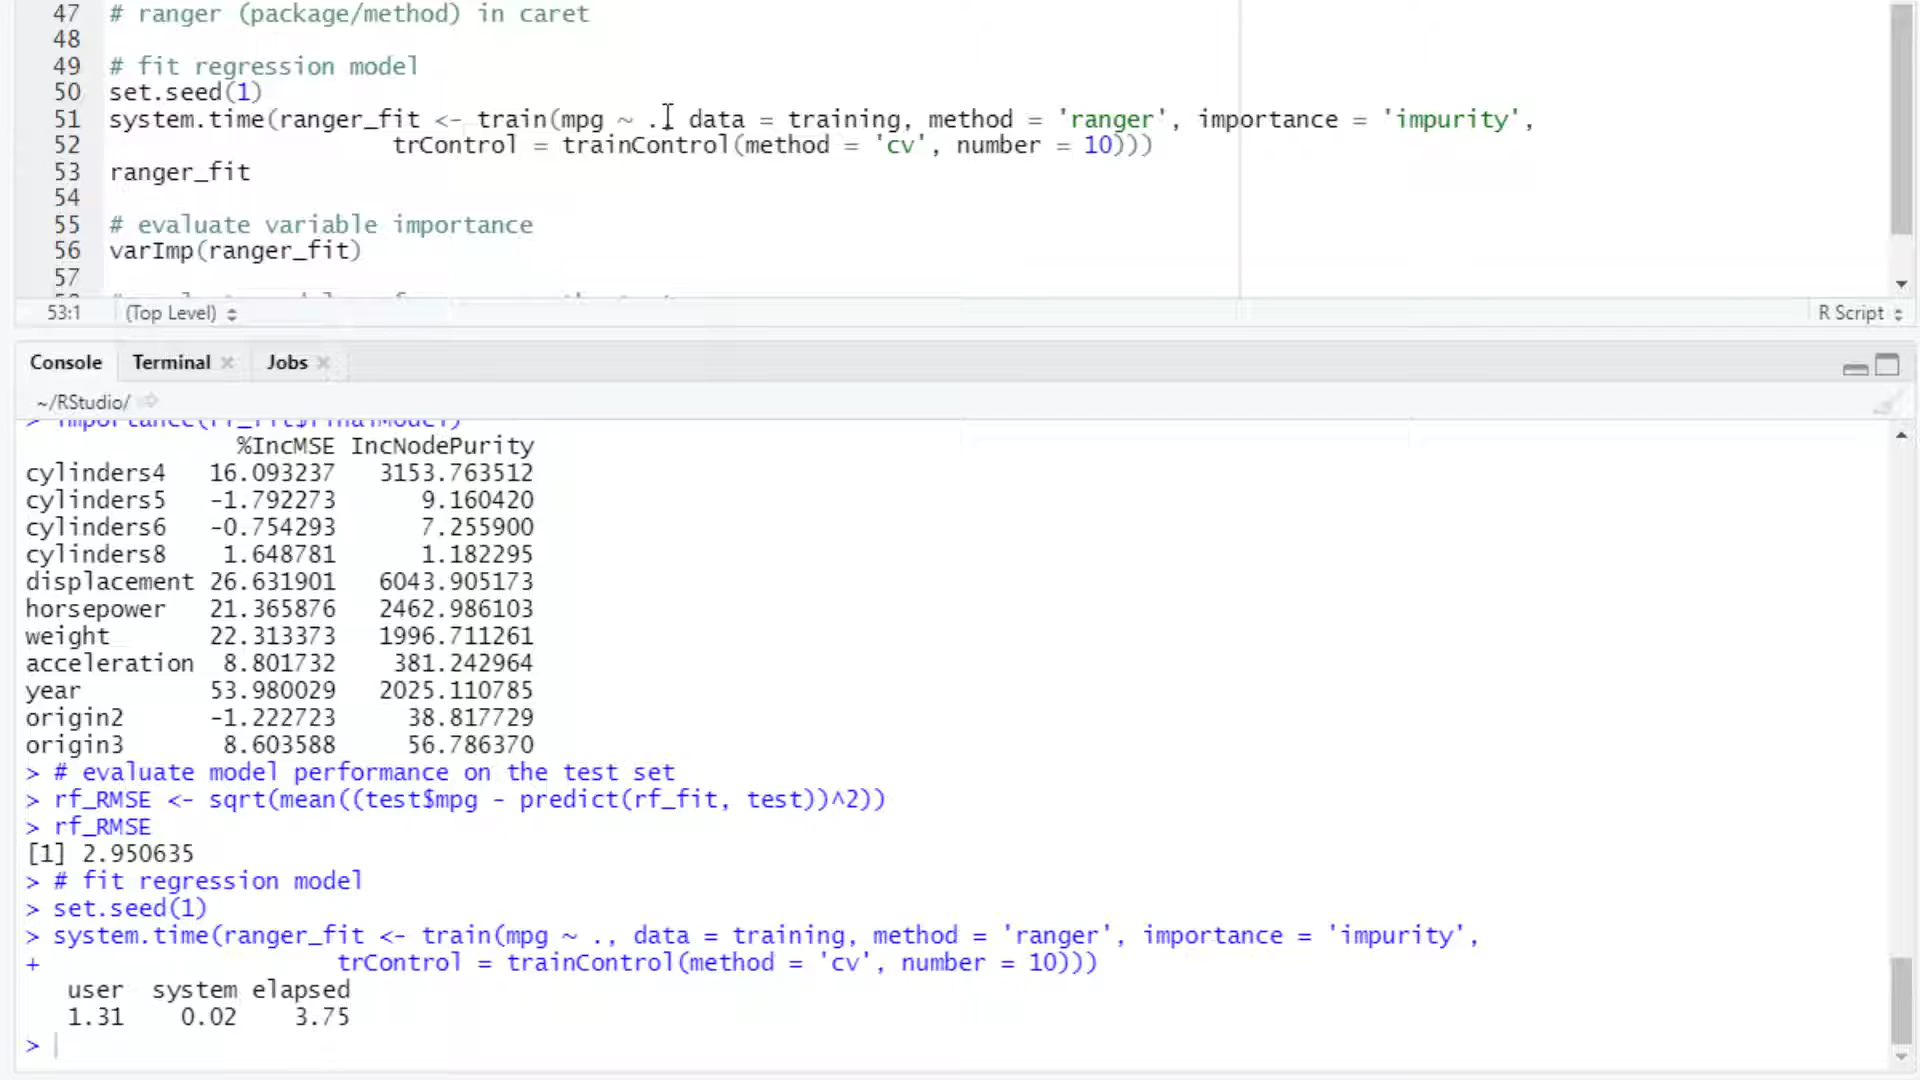 47 # ranger (package/method) in caret
48
49 # fit regression model
50 set.seed(1)
51 system.time(ranger_fit <- train(mpg ~ ., data = training, method = 'ranger', importance = 'impurity',
52 trControl = trainControl(method = 'cv', number = 10)))
53 ranger_fit
54
55 # evaluate variable importance
56 varImp(ranger_fit)
57
53:1 (Top Level) R Script
Console Terminal Jobs
~/RStudio/
> importance(rf_fit$finalModel)
%IncMSE IncNodePurity
cylinders4 16.093237 3153.763512
cylinders5 -1.792273 9.160420
cylinders6 -0.754293 7.255900
cylinders8 1.648781 1.182295
displacement 26.631901 6043.905173
horsepower 21.365876 2462.986103
weight 22.313373 1996.711261
acceleration 8.801732 381.242964
year 53.980029 2025.110785
origin2 -1.222723 38.817729
origin3 8.603588 56.786370
> # evaluate model performance on the test set
> rf_RMSE <- sqrt(mean((test$mpg - predict(rf_fit, test))^2))
> rf_RMSE
[1] 2.950635
> # fit regression model
> set.seed(1)
> system.time(ranger_fit <- train(mpg ~ ., data = training, method = 'ranger', importance = 'impurity',
+ trControl = trainControl(method = 'cv', number = 10)))
user system elapsed
1.31 0.02 3.75
>